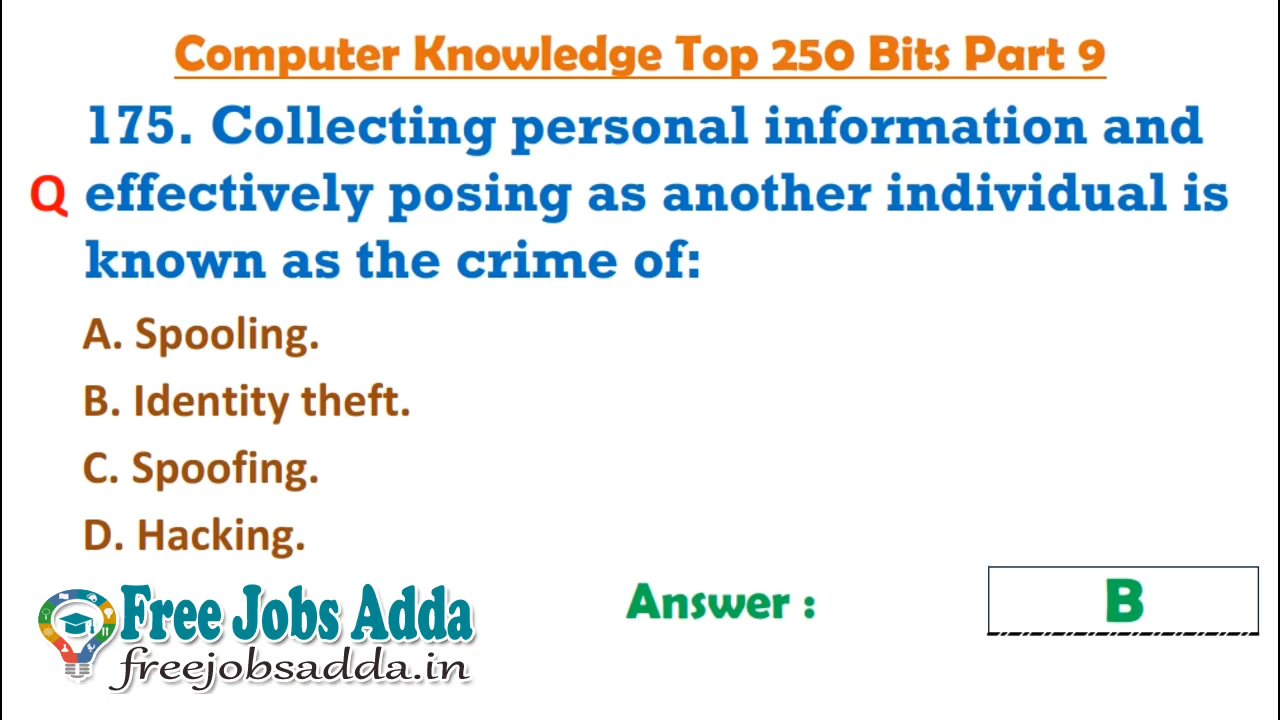 Computer Knowledge Top 250 Bits Part 9
175. Collecting personal information and
Q effectively posing as another individual is
known as the crime of:
A. Spooling.
B. Identity theft.
C. Spoofing.
D. Hacking.
Free Jobs Adda
freejobsadda.in
Answer :
B